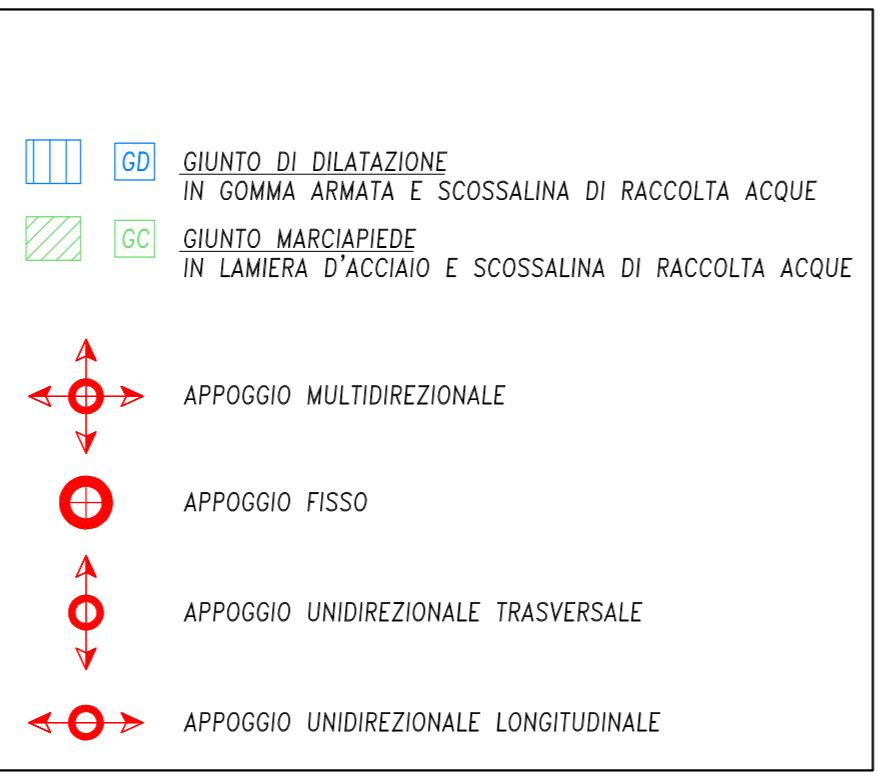 GD GIUNTO DI DILATAZIONE
IN GOMMA ARMATA E SCOSSALINA DI RACCOLTA ACQUE
GC GIUNTO MARCIAPIEDE
IN LAMIERA D'ACCIAIO E SCOSSALINA DI RACCOLTA ACQUE
APPOGGIO MULTIDIREZIONALE
APPOGGIO FISSO
APPOGGIO UNIDIREZIONALE TRASVERSALE
APPOGGIO UNIDIREZIONALE LONGITUDINALE